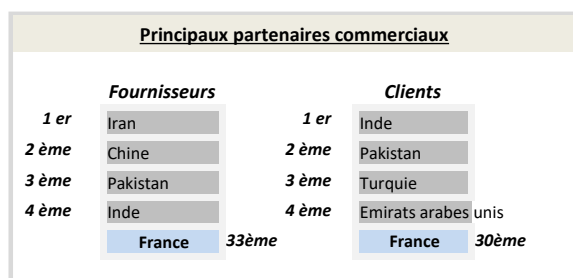 Principaux partenaires commerciaux
Fournisseurs Clients
1 er Iran 1 er Inde
2 ème Chine 2 ème Pakistan
3 ème Pakistan 3 ème Turquie
4 ème Inde 4 ème Emirats arabes unis
France 33ème France 30ème